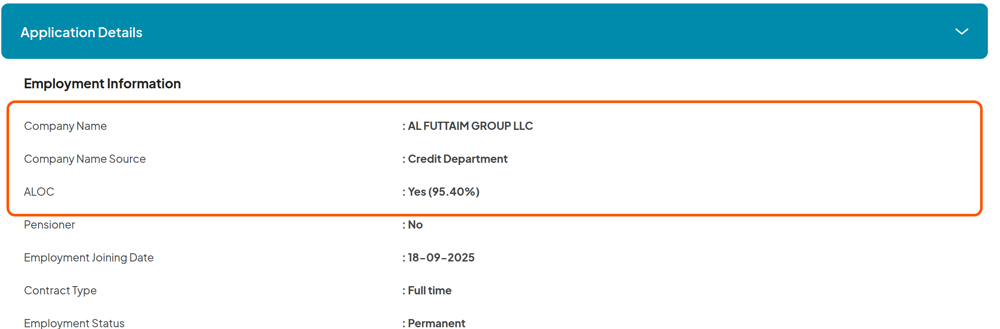 Application Details
Employment Information
Company Name : AL FUTTAIM GROUP LLC
Company Name Source : Credit Department
ALOC : Yes (95.40%)
Pensioner : No
Employment Joining Date : 18-09-2025
Contract Type : Full time
Employment Status : Permanent